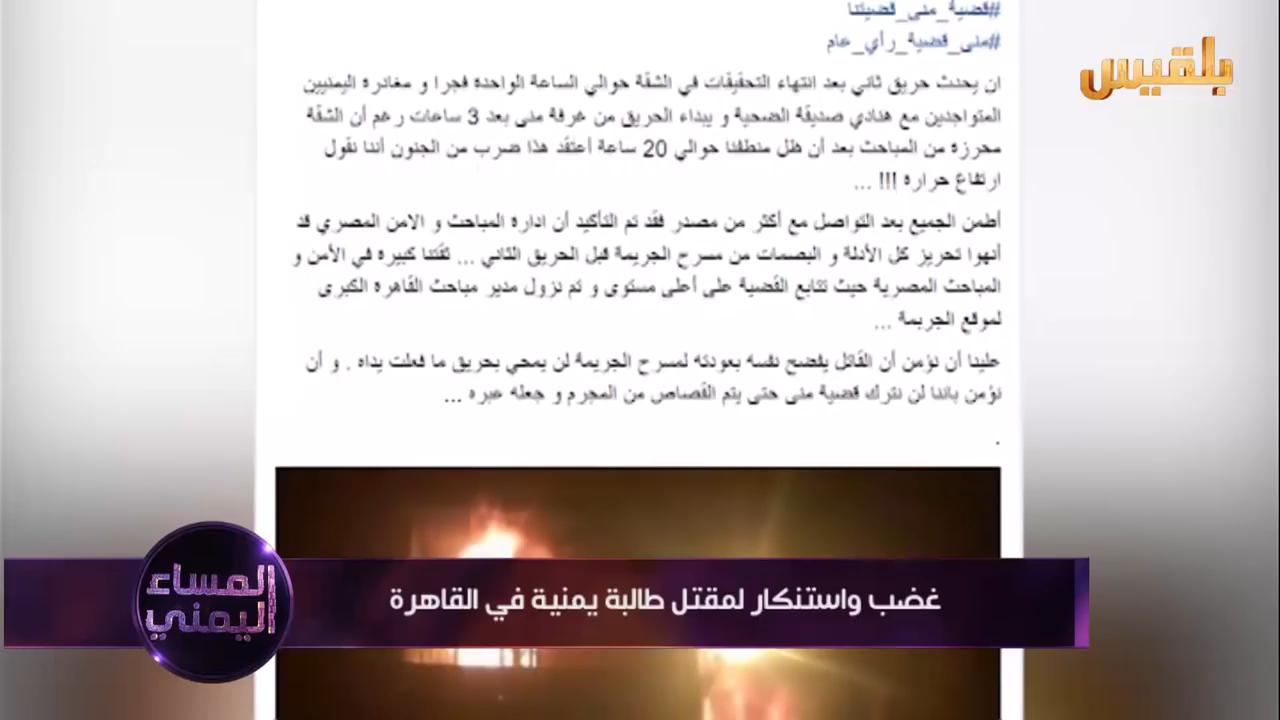 #قضية_منى_قضيتنا
#منى_قضية_رأي_عام
بلقيس
ان يحدث حريق ثاني بعد انتهاء التحقيقات في الشقة حوالي الساعة الواحده فجرا و مغادره اليمنيين
المتواجدين مع هنادي صديقة الضحية و يبداء الحريق من غرفة منى بعد 3 ساعات رغم أن الشقة
محرزه من المباحث بعد أن ظل منطفئا حوالي 20 ساعة أعتقد هذا ضرب من الجنون أننا نقول
ارتفاع حراره !!! ...
أطمن الجميع بعد التواصل مع أكثر من مصدر فقد تم التأكيد أن اداره المباحث و الامن المصري قد
أنهوا تحريز كل الأدلة و البصمات من مسرح الجريمة قبل الحريق الثاني ... ثقتنا كبيره في الأمن و
المباحث المصرية حيث تتابع القضية على أعلى مستوى و تم نزول مدير مباحث القاهره الكبرى
لموقع الجريمة ...
علينا أن نؤمن أن القاتل يفضح نفسه بعودته لمسرح الجريمة لن يمحي بحريق ما فعلت يداه . و أن
نؤمن باننا لن نترك قضية منى حتى يتم القصاص من المجرم و جعله عبره ...
.
غضب واستنكار لمقتل طالبة يمنية في القاهرة
المساء
اليمني